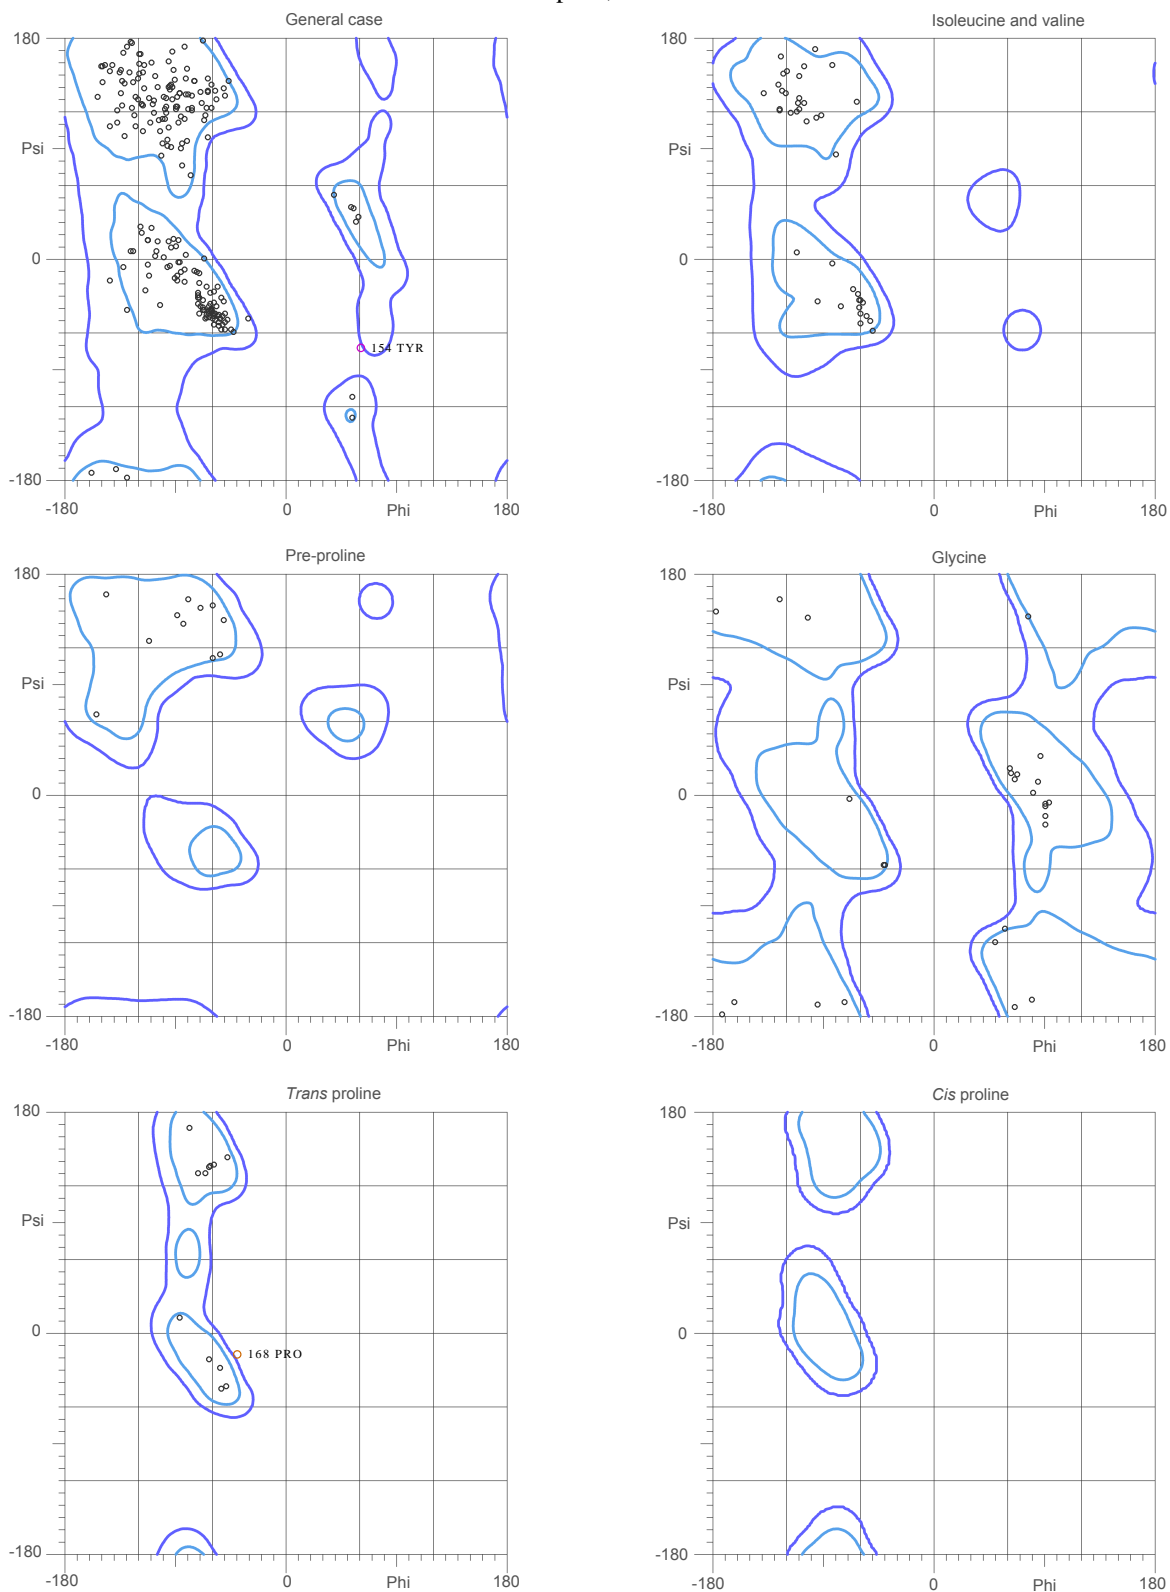 General case
180
Psi
0
-180
-180
0
Phi
180
154 TYR
Isoleucine and valine
180
Psi
0
-180
-180
0
Phi
180
Pre-proline
180
Psi
0
-180
-180
0
Phi
180
Glycine
180
Psi
0
-180
-180
0
Phi
180
Trans proline
180
Psi
0
-180
-180
0
Phi
180
168 PRO
Cis proline
180
Psi
0
-180
-180
0
Phi
180